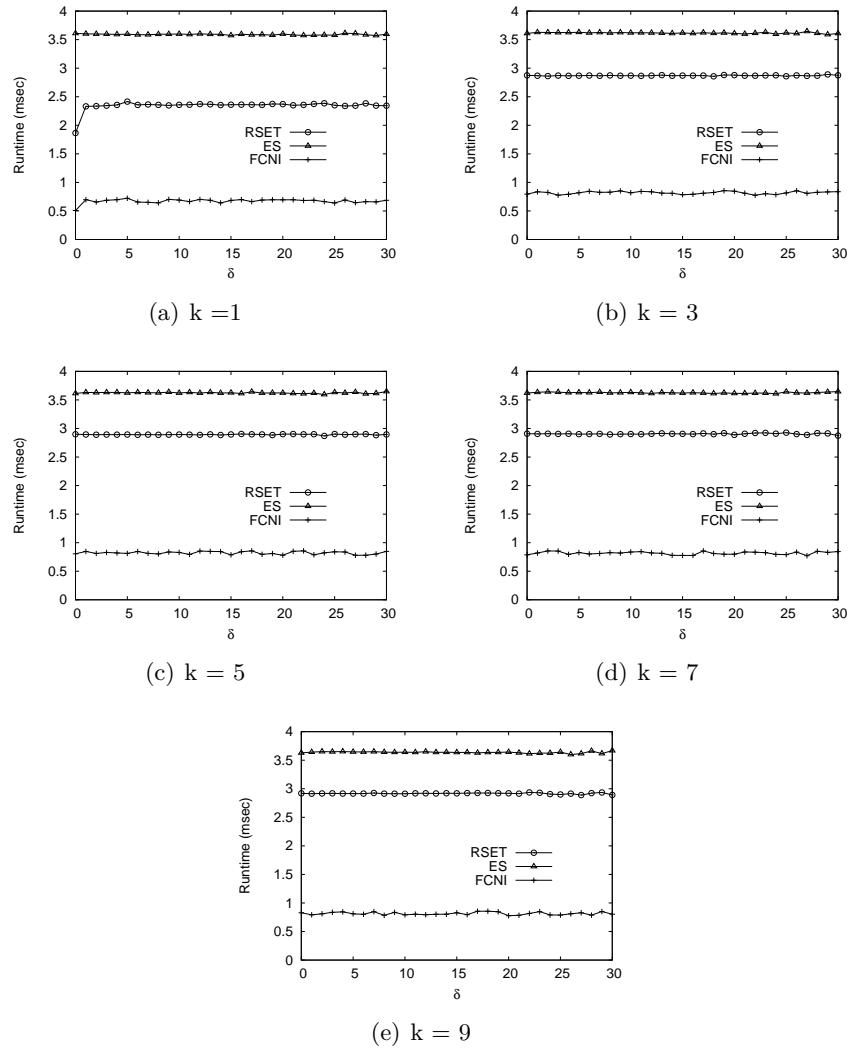 4
3.5
3
2.5
2
1.5
1
0.5
0
Runtime (msec)
RSET
ES
FCNI
0 5 10 15 20 25 30
δ
(a) k =1
4
3.5
3
2.5
2
1.5
1
0.5
0
Runtime (msec)
RSET
ES
FCNI
0 5 10 15 20 25 30
δ
(b) k = 3
4
3.5
3
2.5
2
1.5
1
0.5
0
Runtime (msec)
RSET
ES
FCNI
0 5 10 15 20 25 30
δ
(c) k = 5
4
3.5
3
2.5
2
1.5
1
0.5
0
Runtime (msec)
RSET
ES
FCNI
0 5 10 15 20 25 30
δ
(d) k = 7
4
3.5
3
2.5
2
1.5
1
0.5
0
Runtime (msec)
RSET
ES
FCNI
0 5 10 15 20 25 30
δ
(e) k = 9